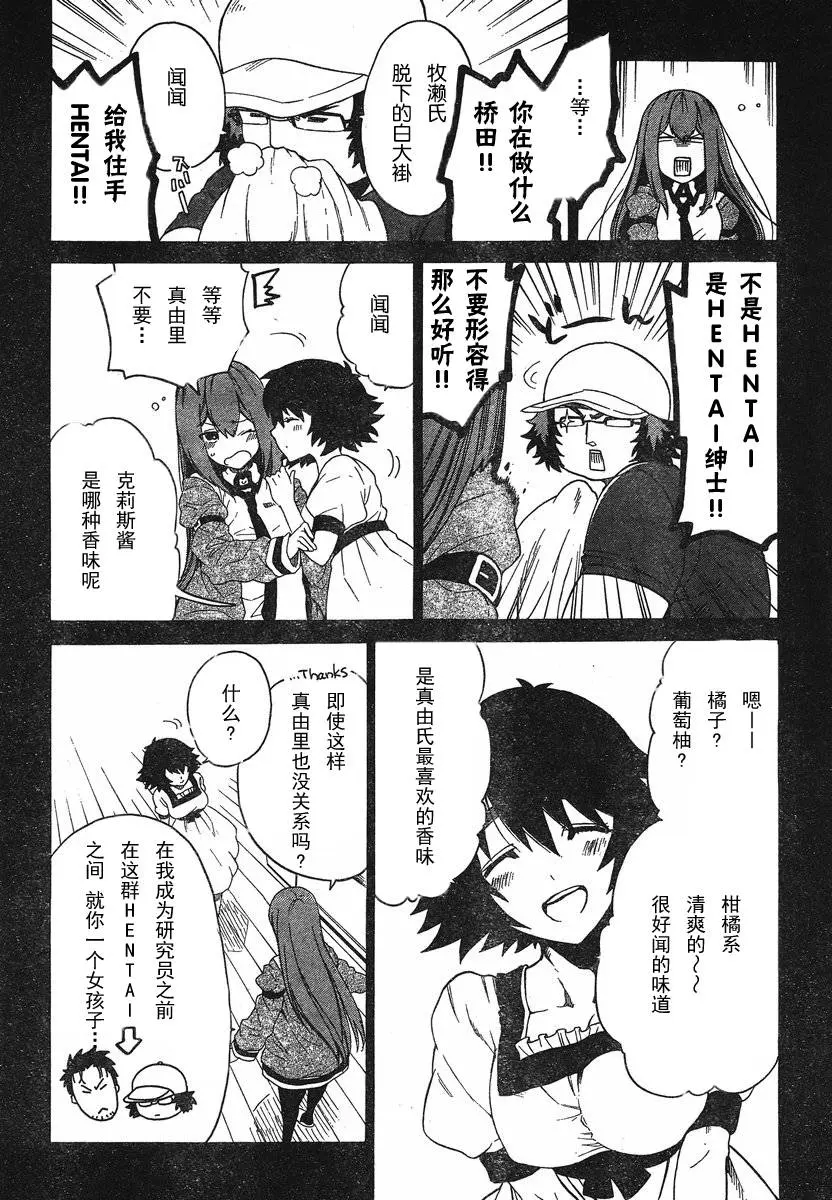 …等…
你在做什么
桥田!!
牧濑氏
脱下的白大褂
闻闻
给我住手
HENTAI!!
不是HENTAI
是HENTAI绅士!!
不要形容得
那么好听!!
闻闻
等等
真由里
不要…
克莉斯酱
是哪种香味呢
嗯——
橘子?
葡萄柚?
柑橘系
清爽的~~
很好闻的味道
是真由氏最喜欢的香味
…Thanks
即使这样
真由里也没关系吗?
什么?
在我成为研究员之前
在这群HENTAI
之间 就你一个女孩子…